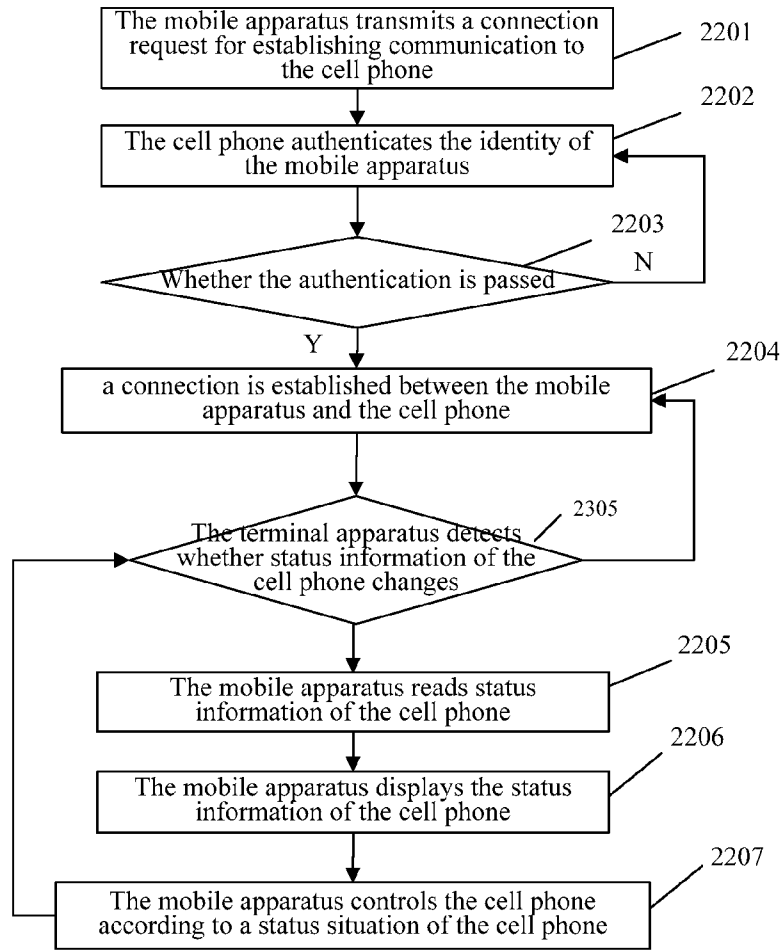 The mobile apparatus transmits a connection
request for establishing communication to
the cell phone
2201
2202
The cell phone authenticates the identity of
the mobile apparatus
2203
Whether the authentication is passed
N
Y
2204
a connection is established between the mobile
apparatus and the cell phone
2305
The terminal apparatus detects
whether status information of the
cell phone changes
2205
The mobile apparatus reads status
information of the cell phone
2206
The mobile apparatus displays the status
information of the cell phone
2207
The mobile apparatus controls the cell phone
according to a status situation of the cell phone